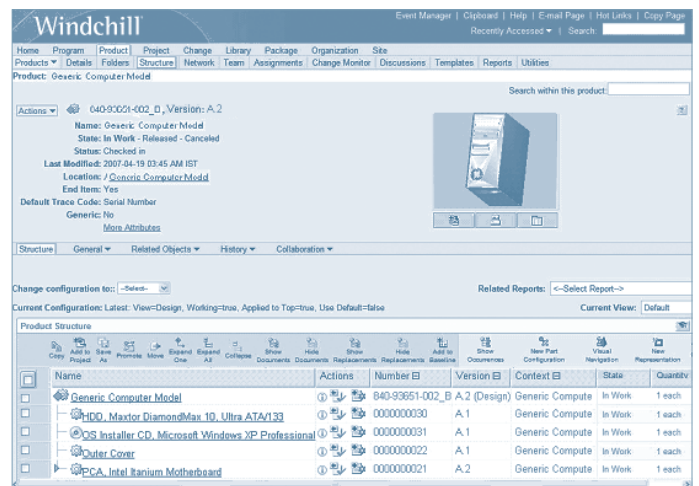 Windchill
Event Manager | Clipboard | Help | E-mail Page | Hot Links | Copy Page
Recently Accessed | Search:
Home Program Product Project Change Library Package Organization Site
Products Details Folders Structure Network Team Assignments Change Monitor Discussions Templates Reports Utilities
Product: Generic Computer Model
Search within this product:
Actions 040-93651-002_B, Version: A.2
Name: Generic Computer Model
State: In Work - Released - Canceled
Status: Checked in
Last Modified: 2007-04-19 03:45 AM IST
Location: / Generic Computer Model
End Item: Yes
Default Trace Code: Serial Number
Generic: No
More Attributes
Structure General Related Objects History Collaboration
Change configuration to:: --Select-- Related Reports: <--Select Report-->
Current Configuration: Latest: View=Design, Working=true, Applied to Top=true, Use Default=false Current View: Default
Product Structure
Copy Add to Project Save As Promote Move Expand One Expand All Collapse Show Documents Hide Documents Show Replacements Hide Replacements Add to Baseline Show Occurrences New Part Configuration Visual Navigation New Representation
Name Actions Number Version Context State Quantity
Generic Computer Model 840-93651-002_B A.2 (Design) Generic Compute In Work 1 each
HDD, Maxtor DiamondMax 10, Ultra ATA/133 0000000030 A.1 Generic Compute In Work 1 each
OS Installer CD, Microsoft Windows XP Professional 0000000031 A.1 Generic Compute In Work 1 each
Outer Cover 0000000022 A.1 Generic Compute In Work 1 each
PCA, Intel Itanium Motherboard 0000000021 A.2 Generic Compute In Work 1 each